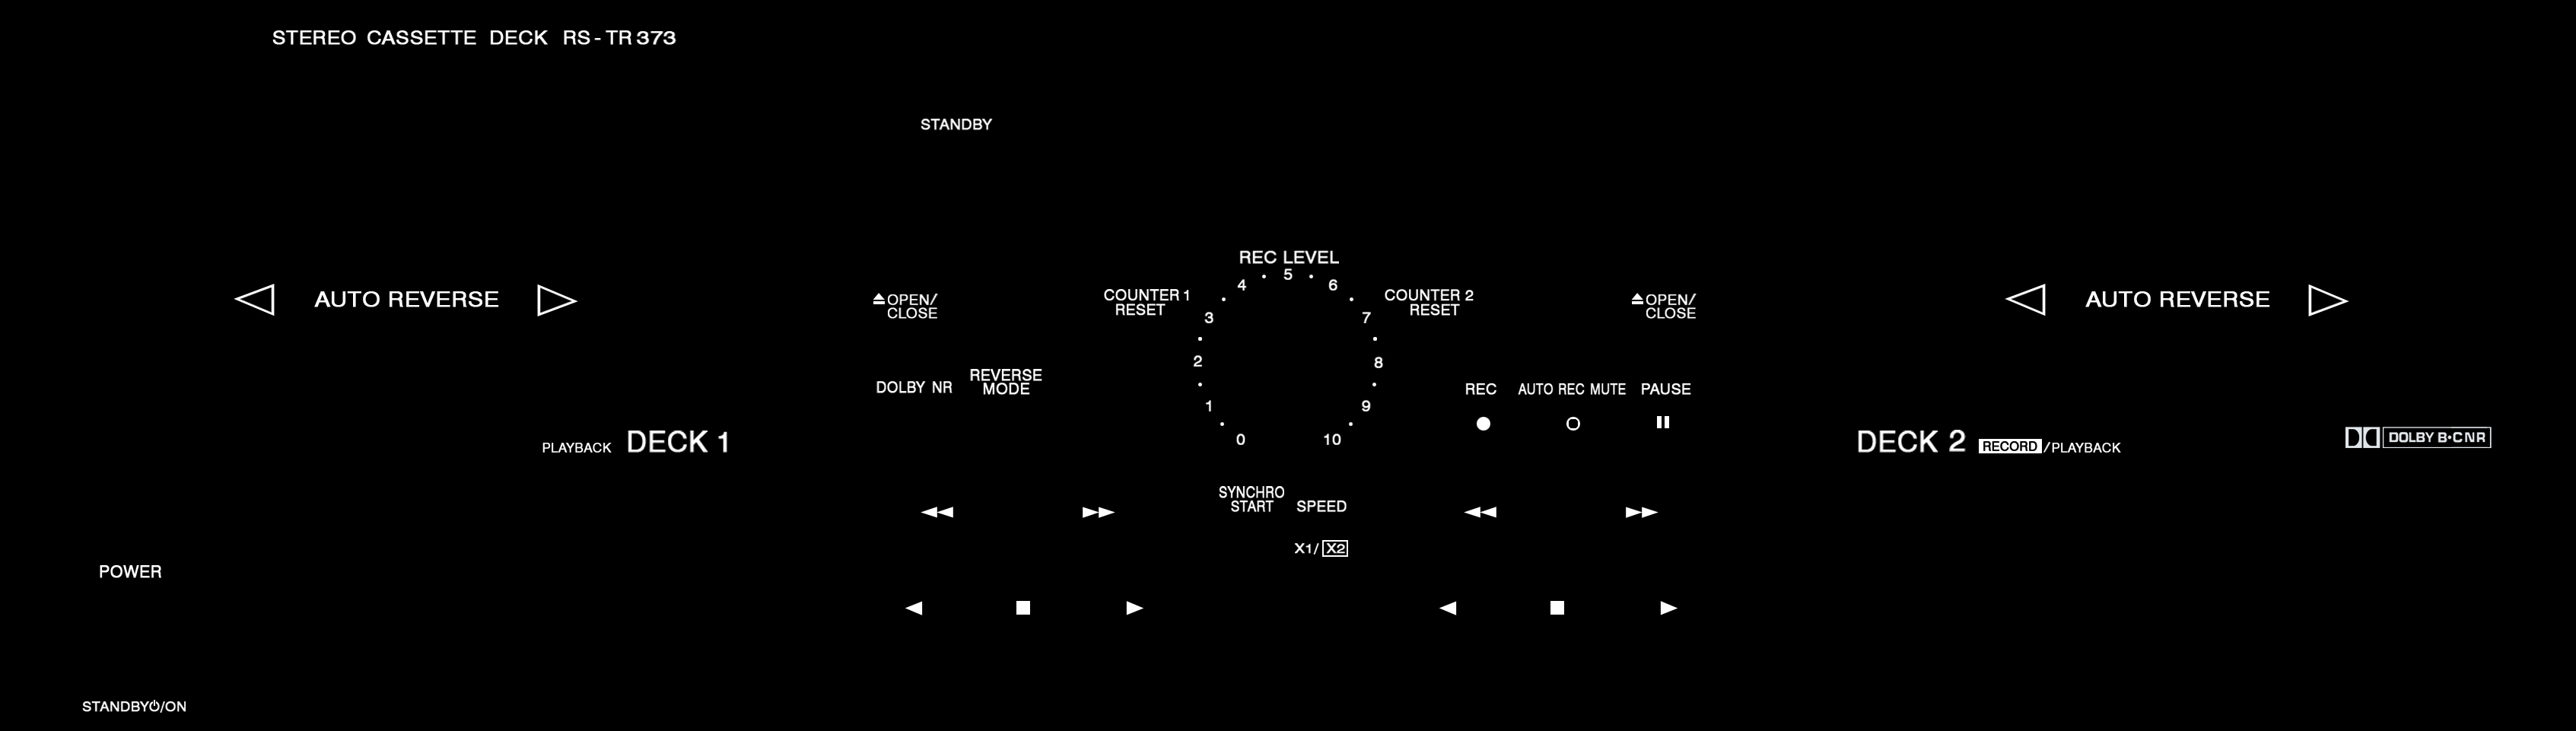 STEREO CASSETTE DECK RS-TR373
STANDBY
AUTO REVERSE
OPEN/
CLOSE
COUNTER 1
RESET
REC LEVEL
0
1
2
3
4
5
6
7
8
9
10
COUNTER 2
RESET
OPEN/
CLOSE
AUTO REVERSE
DOLBY NR
REVERSE
MODE
REC
AUTO REC MUTE
PAUSE
PLAYBACK DECK 1
DECK 2 RECORD/PLAYBACK
DOLBY B•C NR
SYNCHRO
START
SPEED
X1/X2
POWER
STANDBY⏻/ON